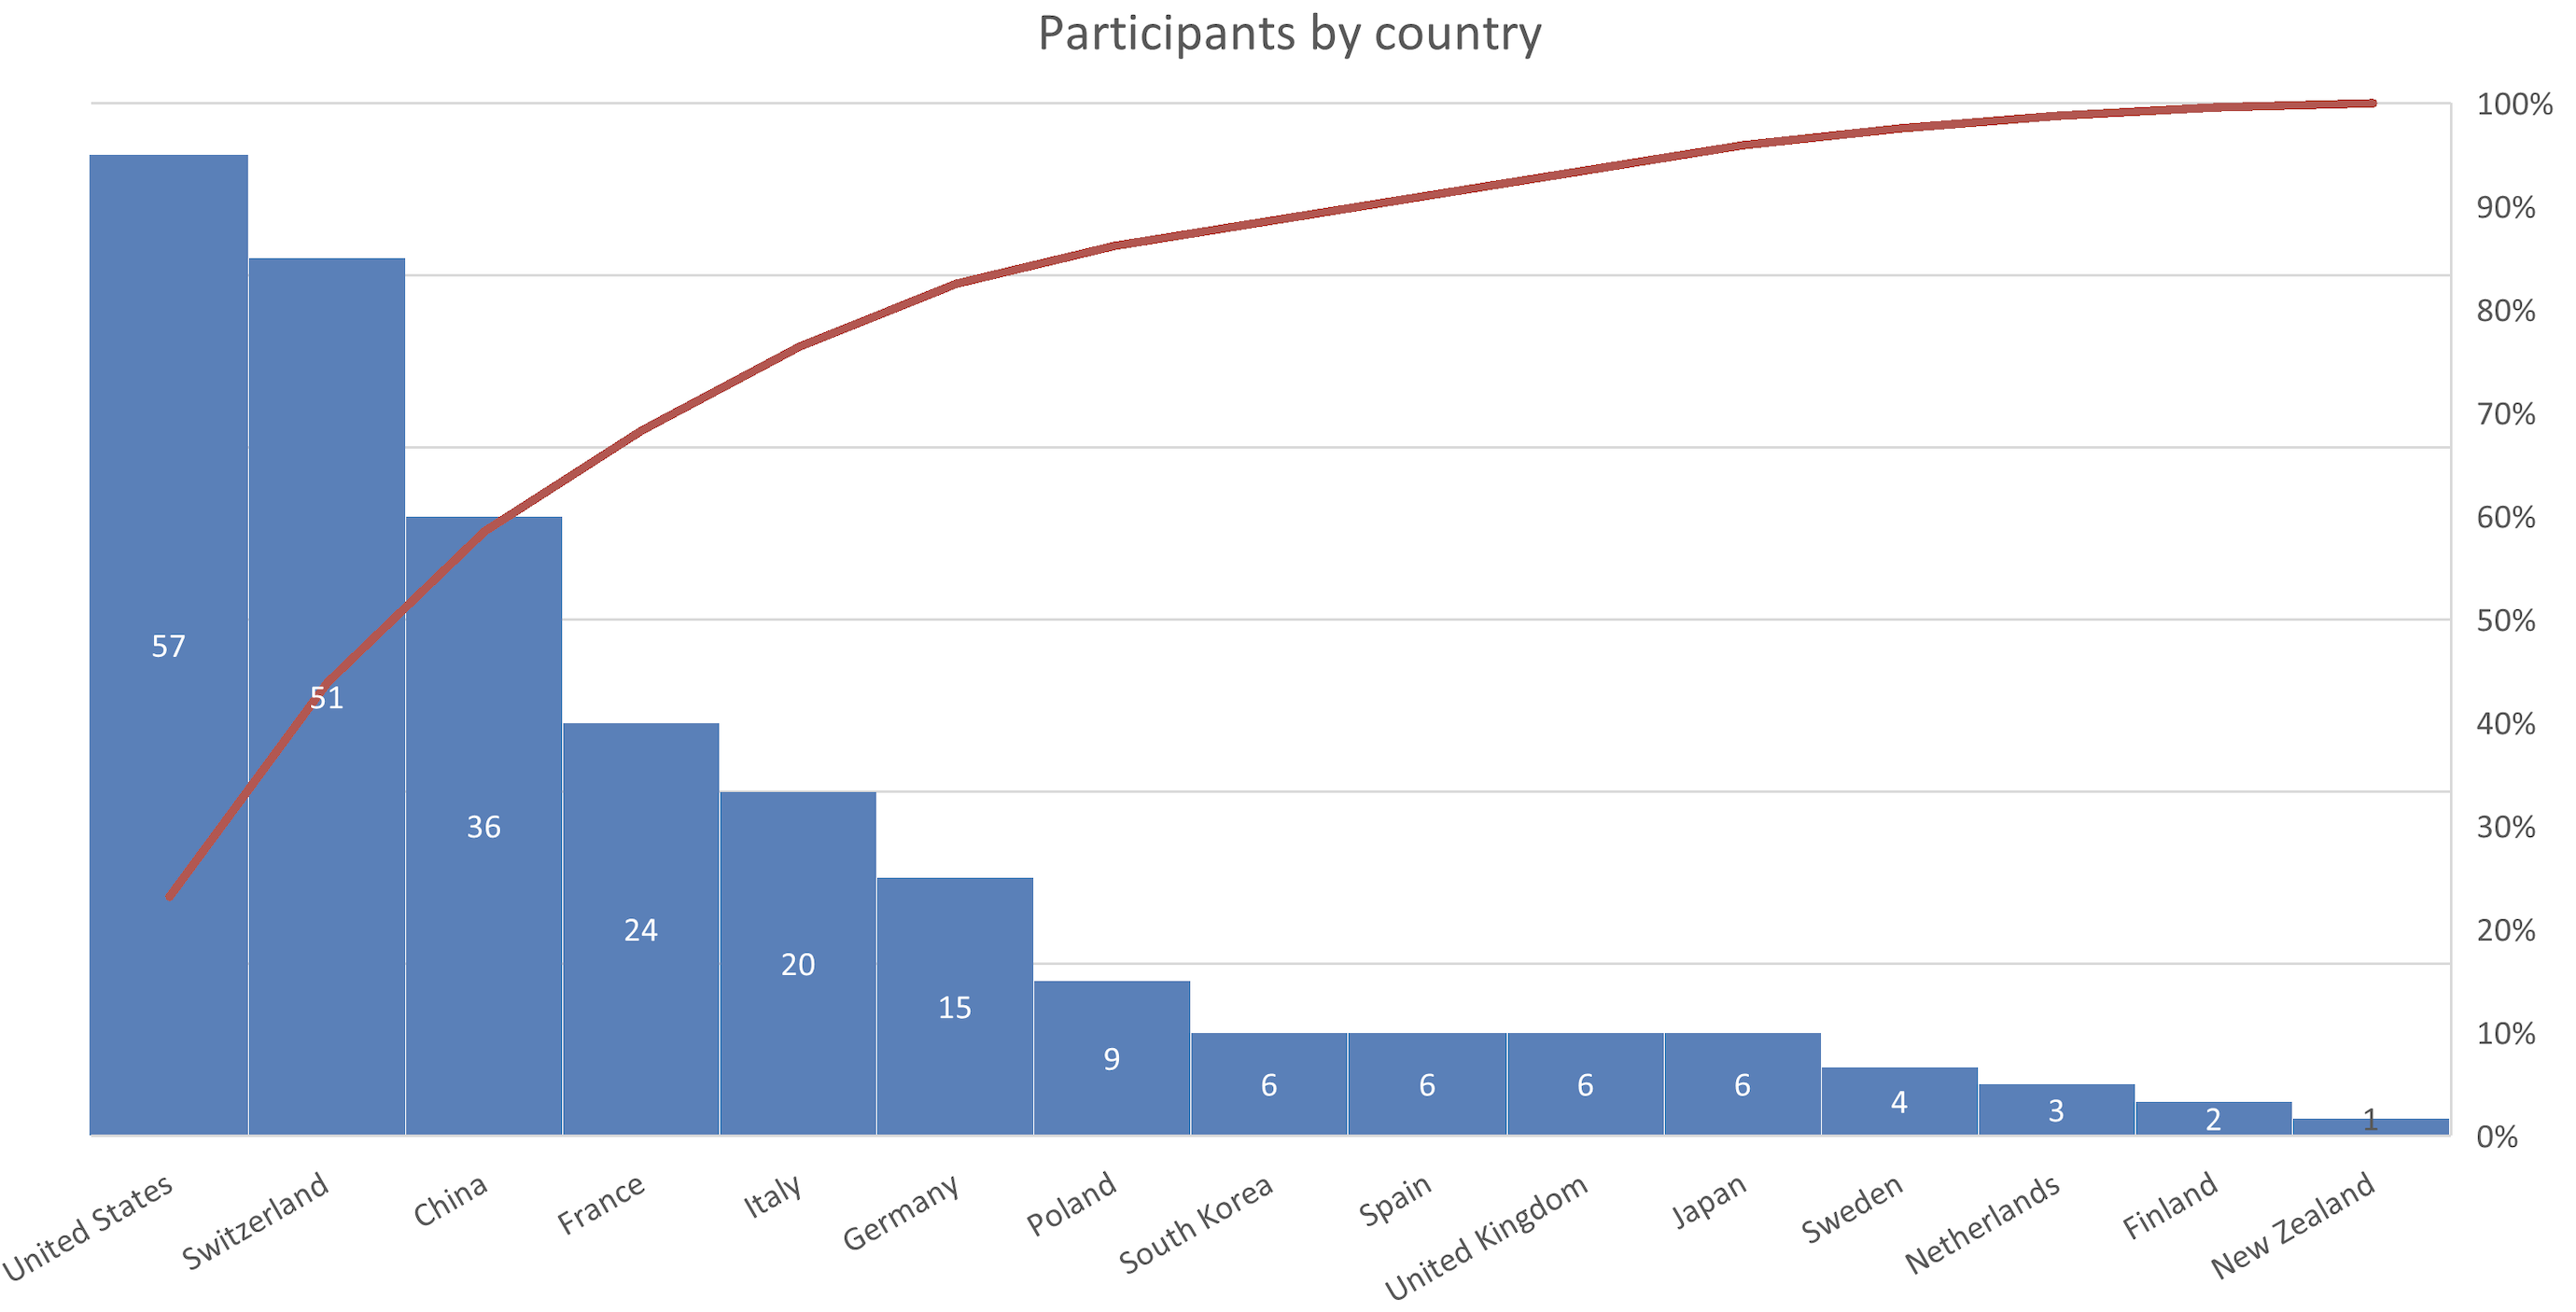 Participants by country
100%
90%
80%
70%
60%
50%
40%
30%
20%
10%
0%
57
51
36
24
20
15
9
6
6
6
6
4
3
2
1
United States
Switzerland
China
France
Italy
Germany
Poland
South Korea
Spain
United Kingdom
Japan
Sweden
Netherlands
Finland
New Zealand